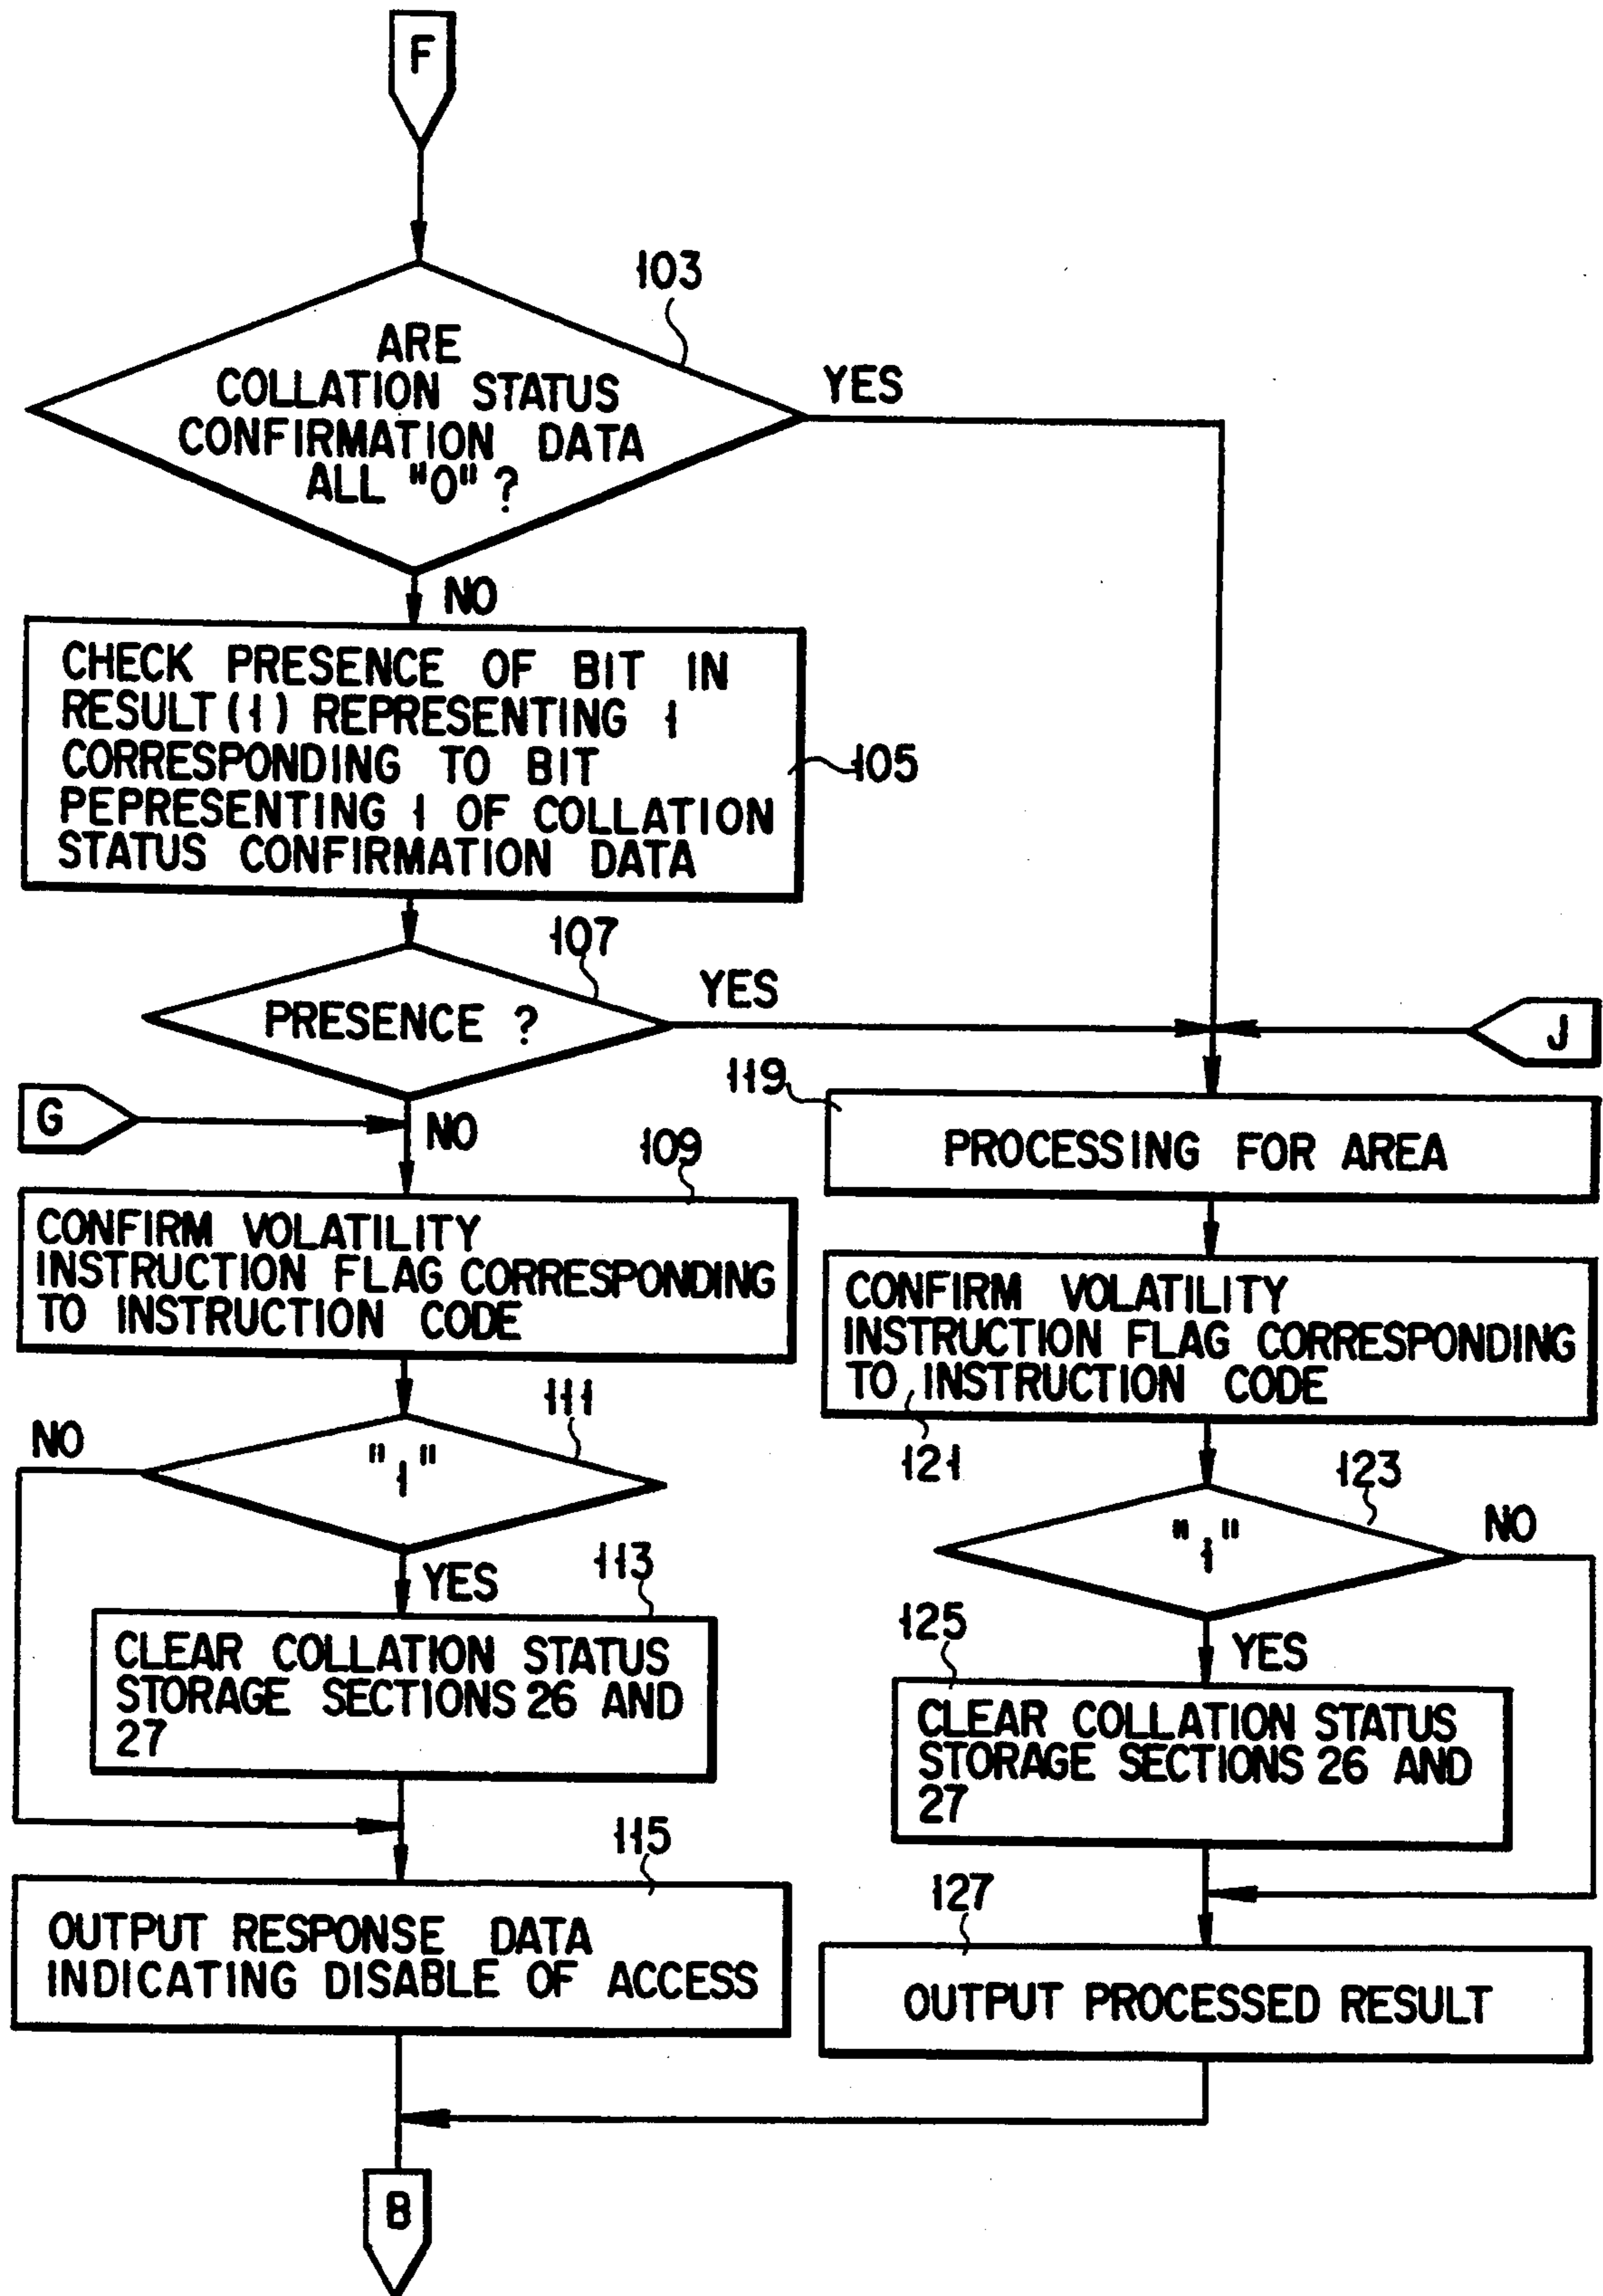 F
103
ARE
COLLATION STATUS
CONFIRMATION DATA
ALL "0" ?
YES
NO
CHECK PRESENCE OF BIT IN
RESULT (1) REPRESENTING 1
CORRESPONDING TO BIT
PEPRESENTING 1 OF COLLATION
STATUS CONFIRMATION DATA
105
107
PRESENCE ?
YES
J
G
NO
119
PROCESSING FOR AREA
109
CONFIRM VOLATILITY
INSTRUCTION FLAG CORRESPONDING
TO INSTRUCTION CODE
CONFIRM VOLATILITY
INSTRUCTION FLAG CORRESPONDING
TO INSTRUCTION CODE
121
111
NO
"1"
YES
123
"1"
NO
YES
113
CLEAR COLLATION STATUS
STORAGE SECTIONS 26 AND
27
125
CLEAR COLLATION STATUS
STORAGE SECTIONS 26 AND
27
115
OUTPUT RESPONSE DATA
INDICATING DISABLE OF ACCESS
127
OUTPUT PROCESSED RESULT
B